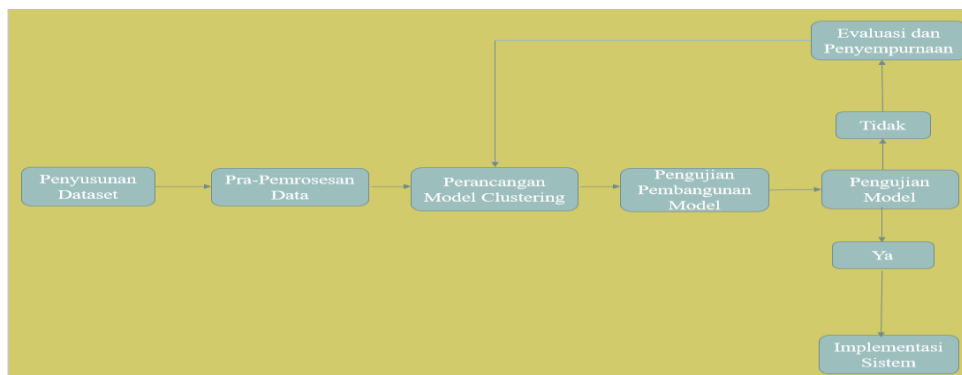 Evaluasi dan
Penyempurnaan
Tidak
Penyusunan
Dataset
Pra-Pemrosesan
Data
Perancangan
Model Clustering
Pengujian
Pembangunan
Model
Pengujian
Model
Ya
Implementasi
Sistem